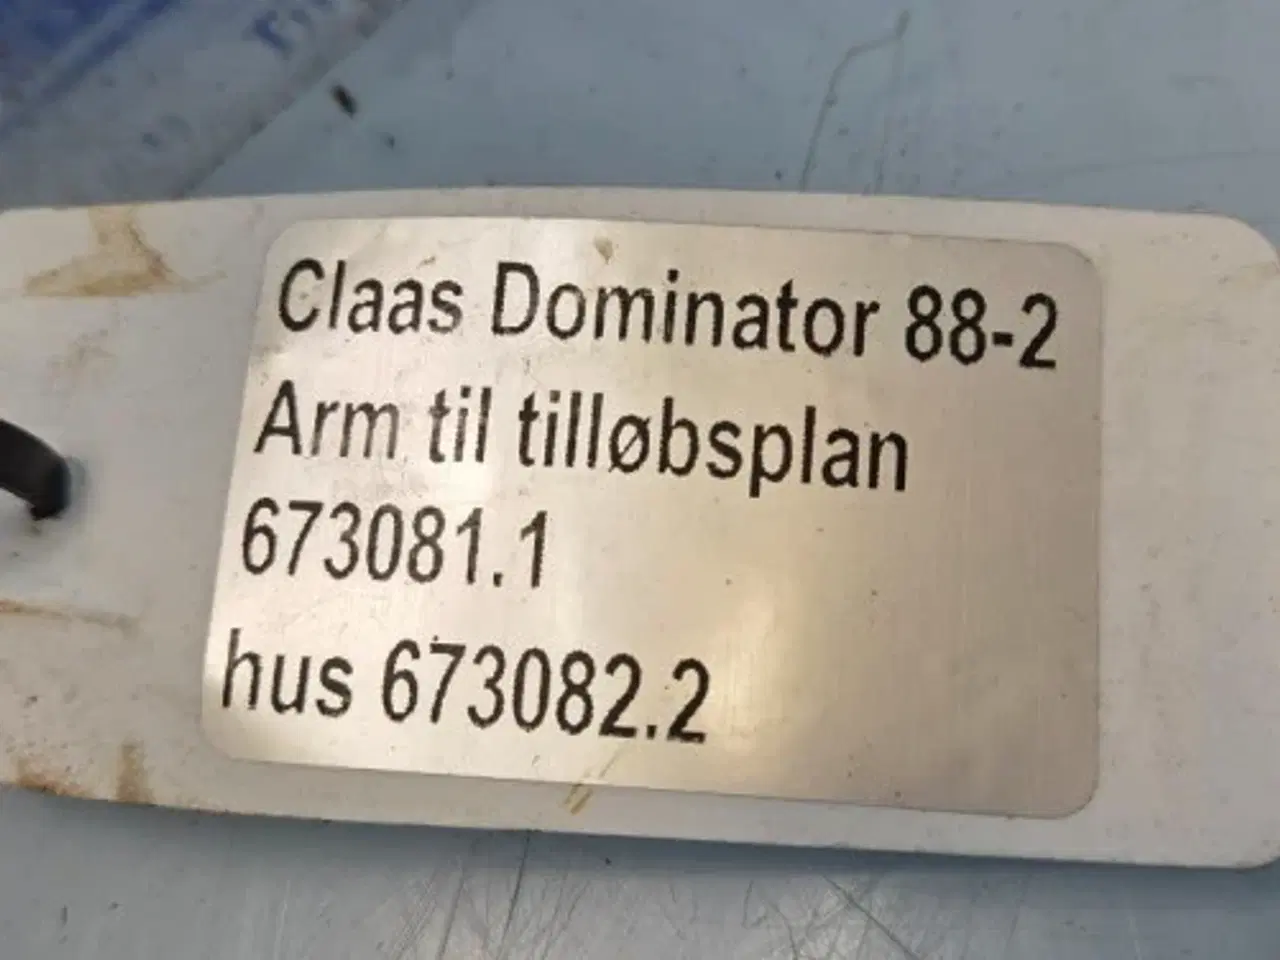 Claas Dominator 88-2
Arm til tilløbsplan
673081.1
hus 673082.2